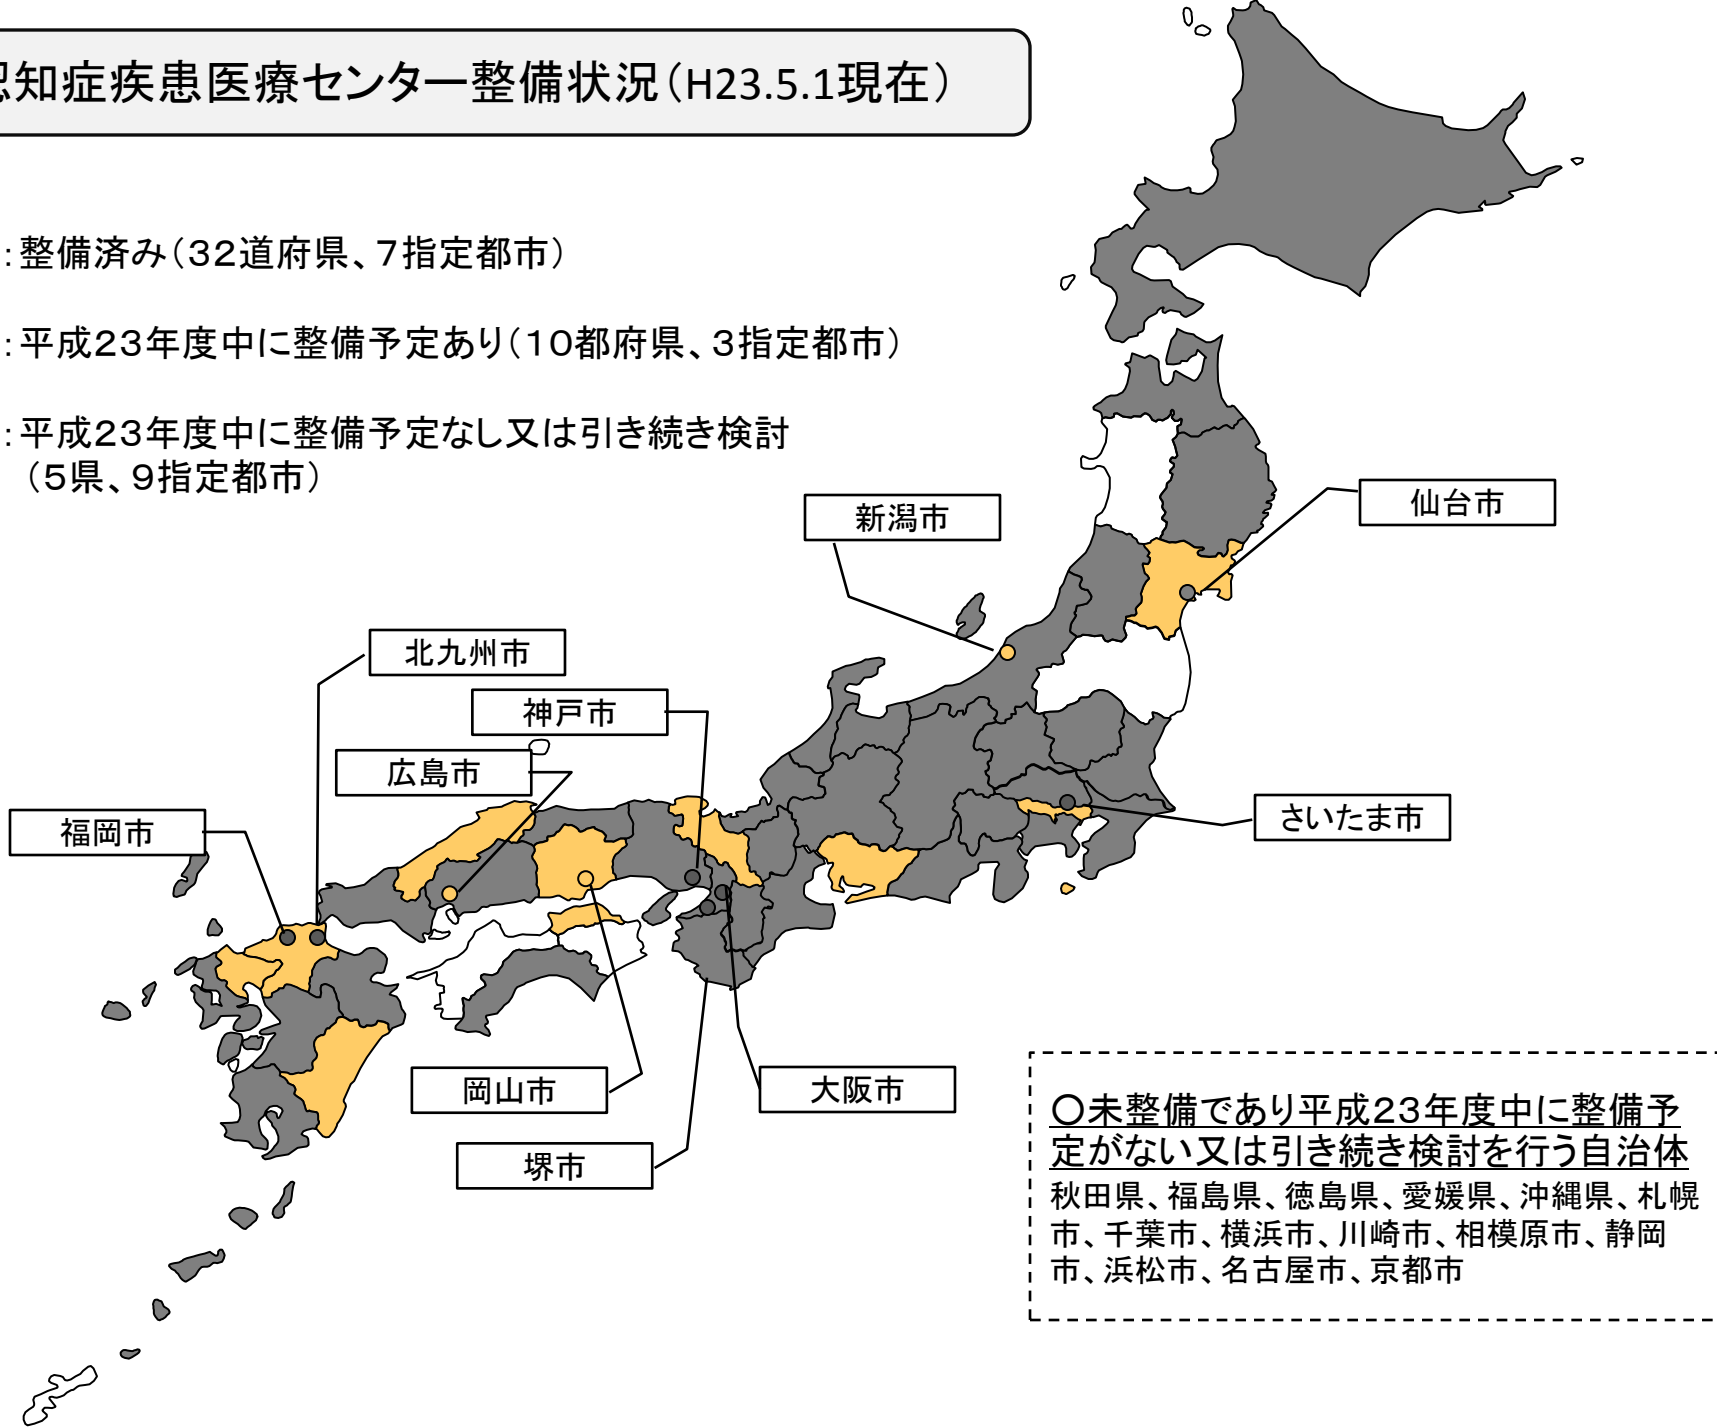 認知症疾患医療センター整備状況(H23.5.1現在)
:整備済み(32道府県、7指定都市)
:平成23年度中に整備予定あり(10都府県、3指定都市)
:平成23年度中に整備予定なし又は引き続き検討
(5県、9指定都市)
新潟市
仙台市
北九州市
神戸市
広島市
福岡市
さいたま市
岡山市
大阪市
堺市
○未整備であり平成23年度中に整備予
定がない又は引き続き検討を行う自治体
秋田県、福島県、徳島県、愛媛県、沖縄県、札幌
市、千葉市、横浜市、川崎市、相模原市、静岡
市、浜松市、名古屋市、京都市